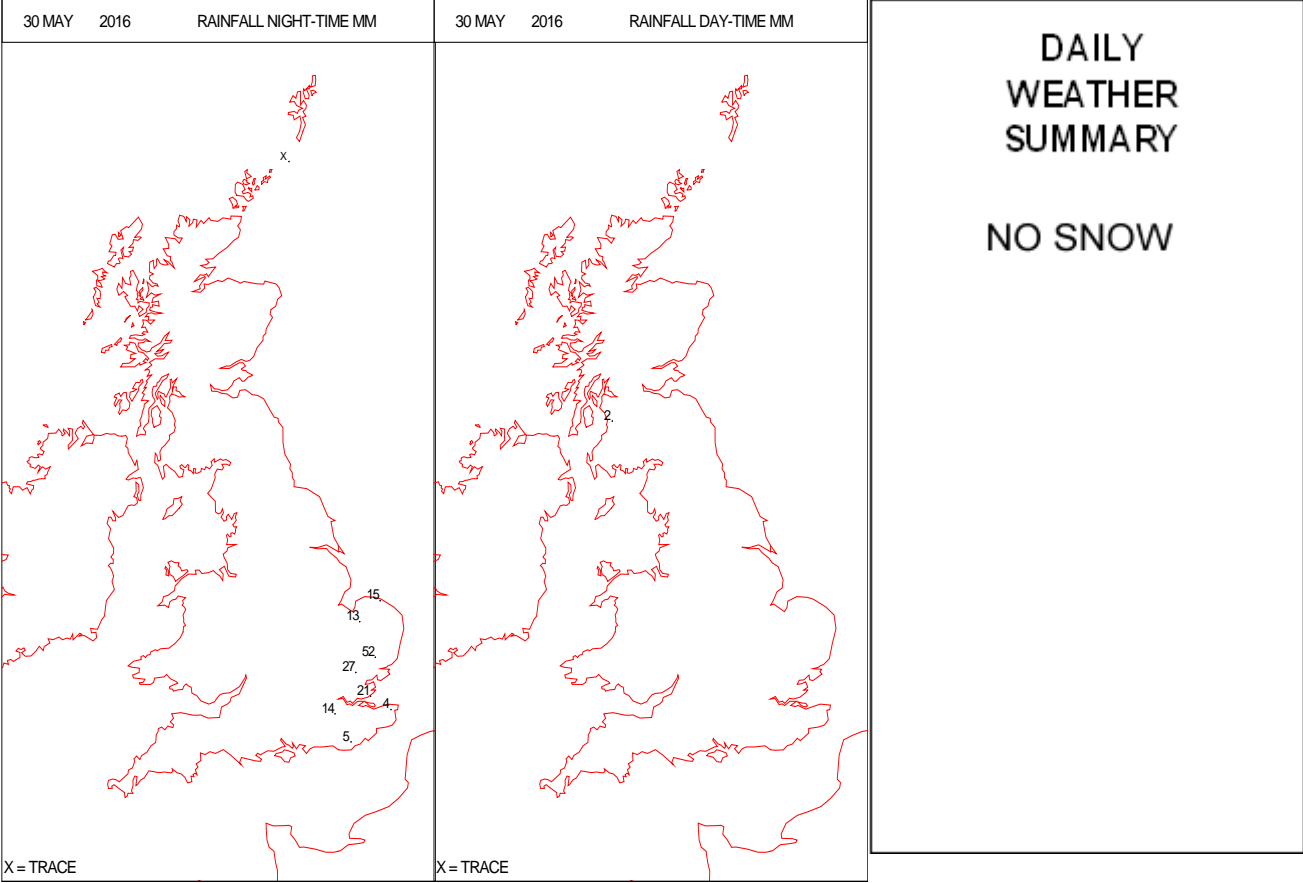 30 MAY 2016 RAINFALL NIGHT-TIME MM
X.
15.
13.
52.
27.
21.
4.
14.
5.
X = TRACE
30 MAY 2016 RAINFALL DAY-TIME MM
2.
X = TRACE
DAILY
WEATHER
SUMMARY
NO SNOW